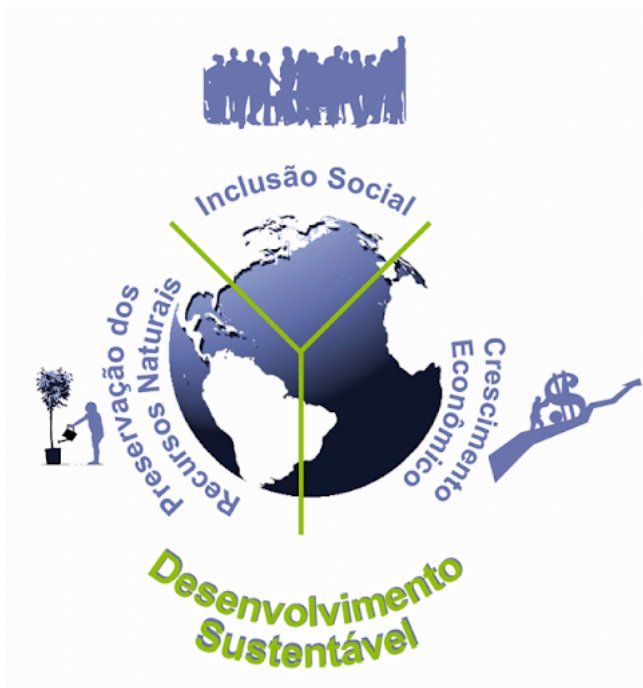 Inclusão Social
Preservação dos
Recursos Naturais
Crescimento
Econômico
$
Desenvolvimento
Sustentável